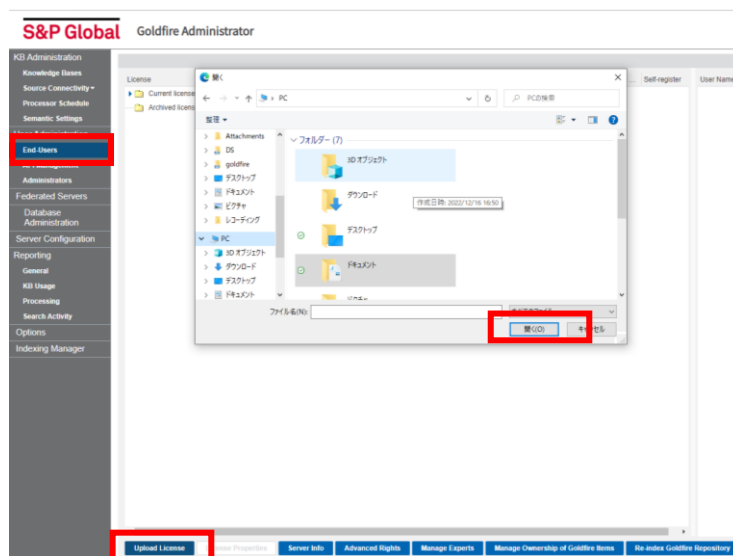 S&P Global Goldfire Administrator
KB Administration
Knowledge Bases
Source Connectivity
Processor Schedule
Semantic Settings
End-Users
Administrators
Federated Servers
Database
Administration
Server Configuration
Reporting
General
KB Usage
Processing
Search Activity
Options
Indexing Manager
License
Current license
Archived licens
Self-register
User Name
開く
PC
PCの検索
整理
Attachments
DS
goldfire
デスクトップ
ドキュメント
ピクチャ
レコーディング
PC
3D オブジェクト
ダウンロード
デスクトップ
ドキュメント
フォルダー (7)
3D オブジェクト
ダウンロード
作成日時: 2022/12/16 16:50
デスクトップ
ドキュメント
ファイル名(N):
開く(O)
キャンセル
Upload License
Properties
Server Info
Advanced Rights
Manage Experts
Manage Ownership of Goldfire Items
Re-index Goldfire Repository